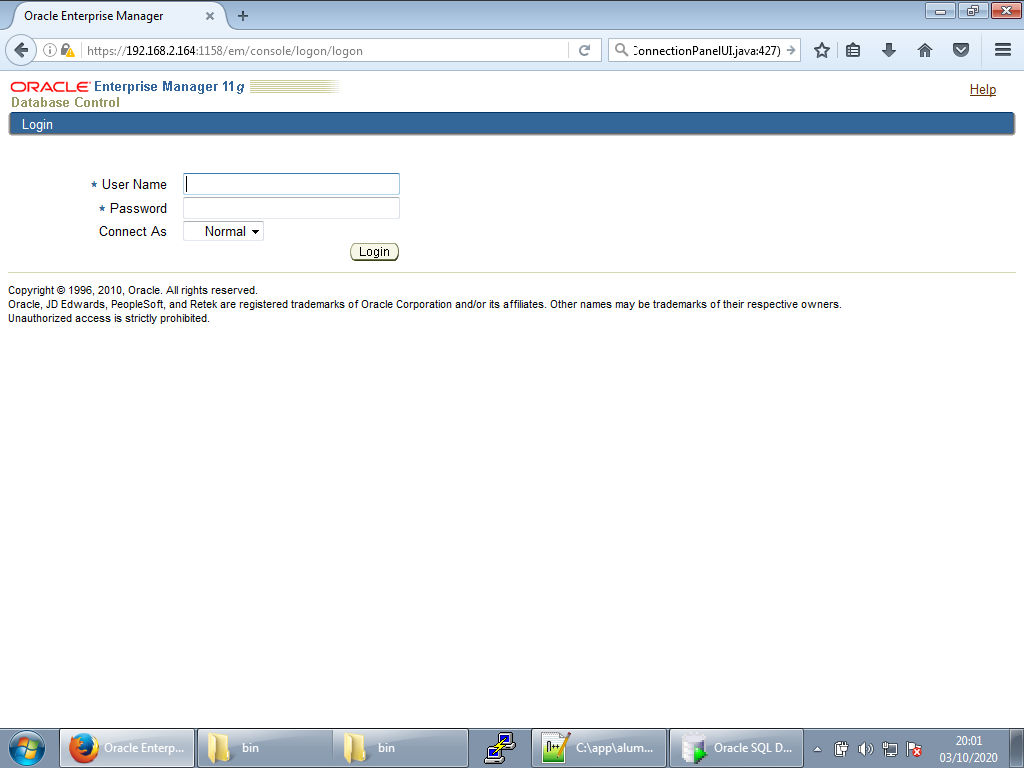 Oracle Enterprise Manager
https://192.168.2.164:1158/em/console/logon/logon
ConnectionPanelUI.java:427)
ORACLE Enterprise Manager 11g
Database Control
Help
Login
* User Name
* Password
Connect As Normal
Login
Copyright © 1996, 2010, Oracle. All rights reserved.
Oracle, JD Edwards, PeopleSoft, and Retek are registered trademarks of Oracle Corporation and/or its affiliates. Other names may be trademarks of their respective owners.
Unauthorized access is strictly prohibited.
Oracle Enterp...
bin
bin
C:\app\alum...
Oracle SQL D...
20:01
03/10/2020